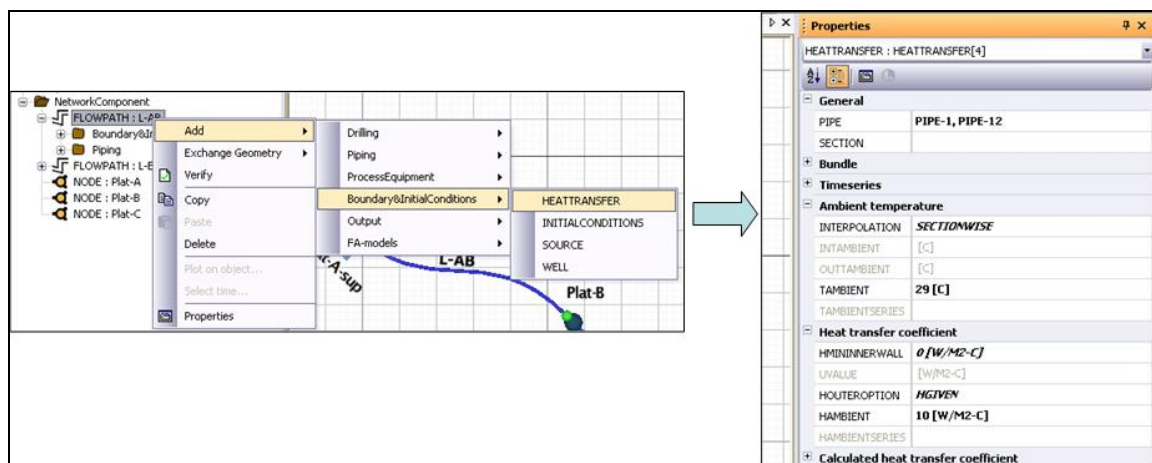 NetworkComponent
FLOWPATH : L-AB
Boundary&In
Piping
FLOWPATH : L-B
NODE : Plat-A
NODE : Plat-B
NODE : Plat-C
Add
Exchange Geometry
Verify
Copy
Paste
Delete
Plot on object...
Select time...
Properties
Drilling
Piping
ProcessEquipment
Boundary&InitialConditions
Output
FA-models
HEATTRANSFER
INITIALCONDITIONS
SOURCE
WELL
t-A-sup
L-AB
Plat-B
Properties
HEATTRANSFER : HEATTRANSFER[4]
General
PIPE PIPE-1, PIPE-12
SECTION
Bundle
Timeseries
Ambient temperature
INTERPOLATION SECTIONWISE
INTAMBIENT [C]
OUTTAMBIENT [C]
TAMBIENT 29 [C]
TAMBIENTSERIES
Heat transfer coefficient
HMININNERWALL 0 [W/M2-C]
UVALUE [W/M2-C]
HOUTEROPTION HGIVEN
HAMBIENT 10 [W/M2-C]
HAMBIENTSERIES
Calculated heat transfer coefficient